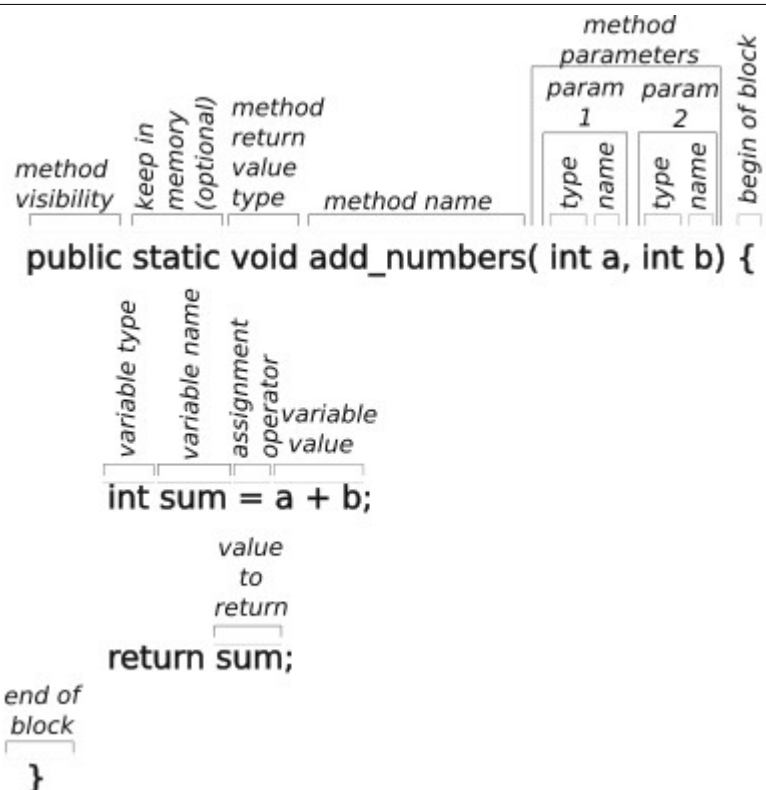 method
parameters
param param
1 2
method visibility
keep in memory (optional)
method return value type
method name
type name type name
begin of block
public static void add_numbers( int a, int b) {
variable type
variable name
assignment operator
variable value
int sum = a + b;
value
to
return
return sum;
end of
block
}